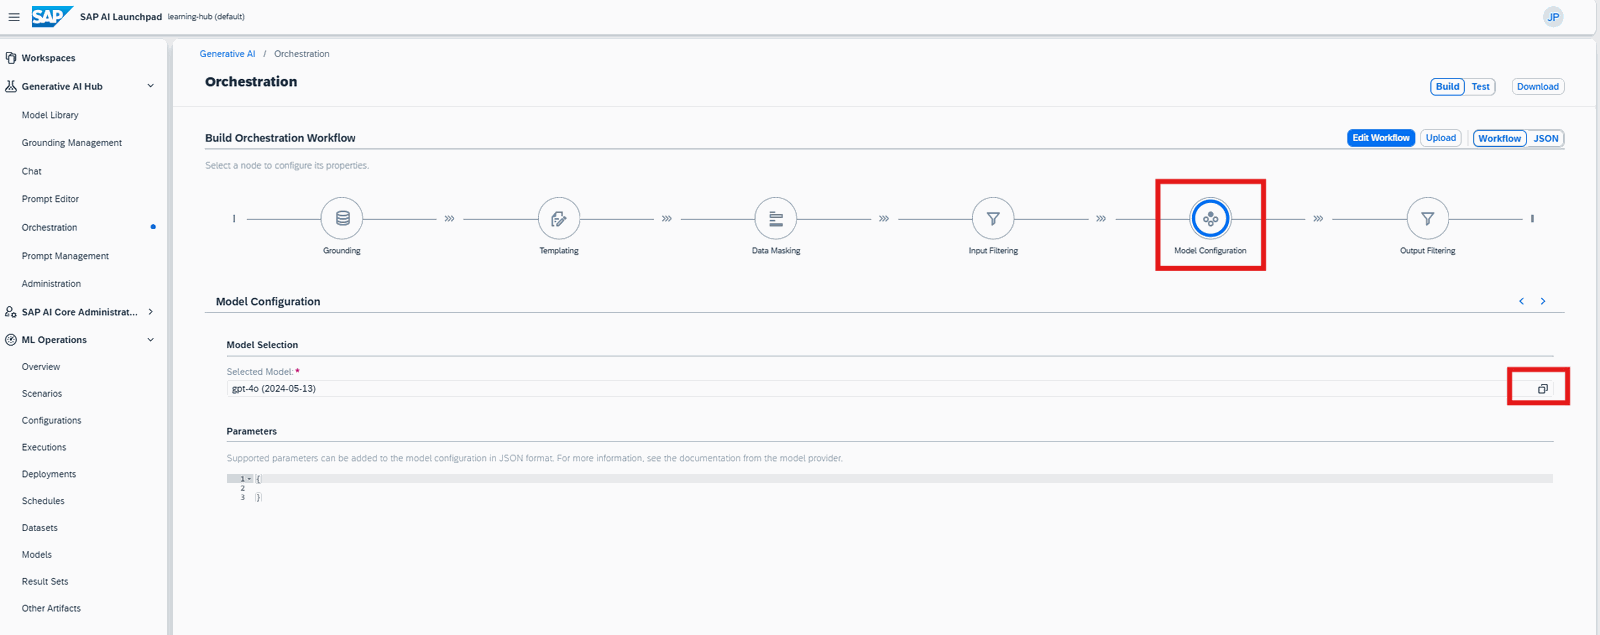 SAP SAP AI Launchpad learning-hub (default) JP
Workspaces
Generative AI Hub
Model Library
Grounding Management
Chat
Prompt Editor
Orchestration
Prompt Management
Administration
SAP AI Core Administrat...
ML Operations
Overview
Scenarios
Configurations
Executions
Deployments
Schedules
Datasets
Models
Result Sets
Other Artifacts
Generative AI / Orchestration
Orchestration
Build Test Download
Build Orchestration Workflow
Edit Workflow Upload Workflow JSON
Select a node to configure its properties.
Grounding Templating Data Masking Input Filtering Model Configuration Output Filtering
Model Configuration
Model Selection
Selected Model: *
gpt-4o (2024-05-13)
Parameters
Supported parameters can be added to the model configuration in JSON format. For more information, see the documentation from the model provider.
1 {
2
3 }